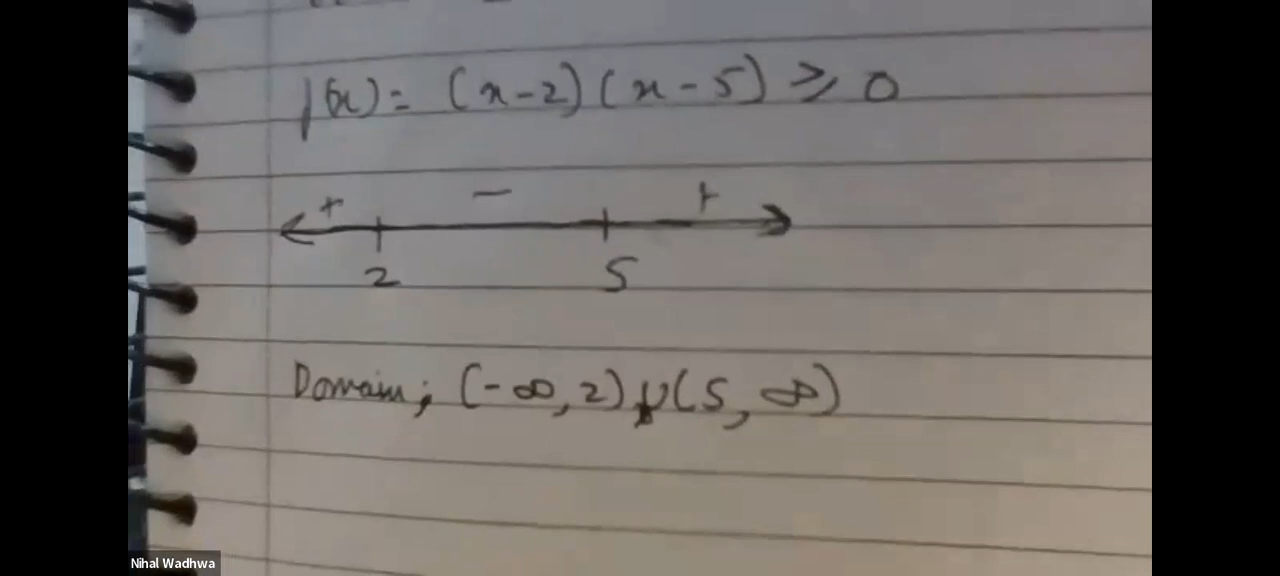 f(x) = (x-2)(x-5) ≥ 0
+ − +
2 5
Domain; (-∞, 2) ∪ (5, ∞)
Nihal Wadhwa